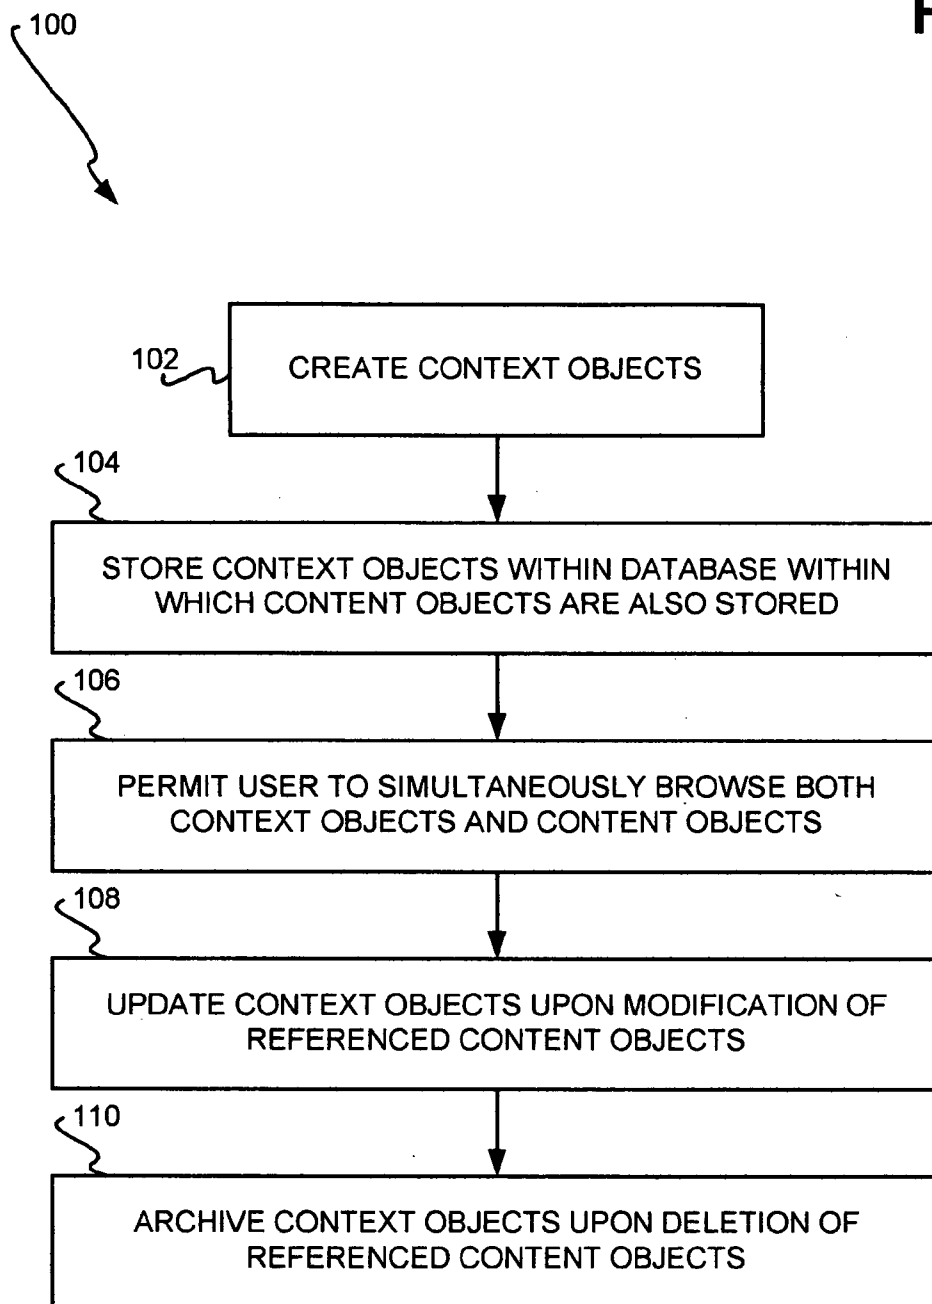 100
102
CREATE CONTEXT OBJECTS
104
STORE CONTEXT OBJECTS WITHIN DATABASE WITHIN
WHICH CONTENT OBJECTS ARE ALSO STORED
106
PERMIT USER TO SIMULTANEOUSLY BROWSE BOTH
CONTEXT OBJECTS AND CONTENT OBJECTS
108
UPDATE CONTEXT OBJECTS UPON MODIFICATION OF
REFERENCED CONTENT OBJECTS
110
ARCHIVE CONTEXT OBJECTS UPON DELETION OF
REFERENCED CONTENT OBJECTS